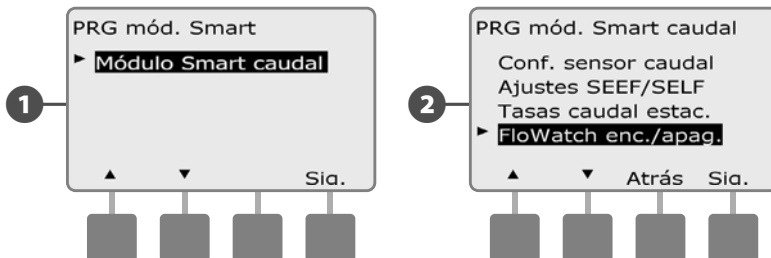 1
PRG mód. Smart
► Módulo Smart caudal
▲ ▼ Sig.
2
PRG mód. Smart caudal
Conf. sensor caudal
Ajustes SEEF/SELF
Tasas caudal estac.
► FloWatch enc./apag.
▲ ▼ Atrás Sig.